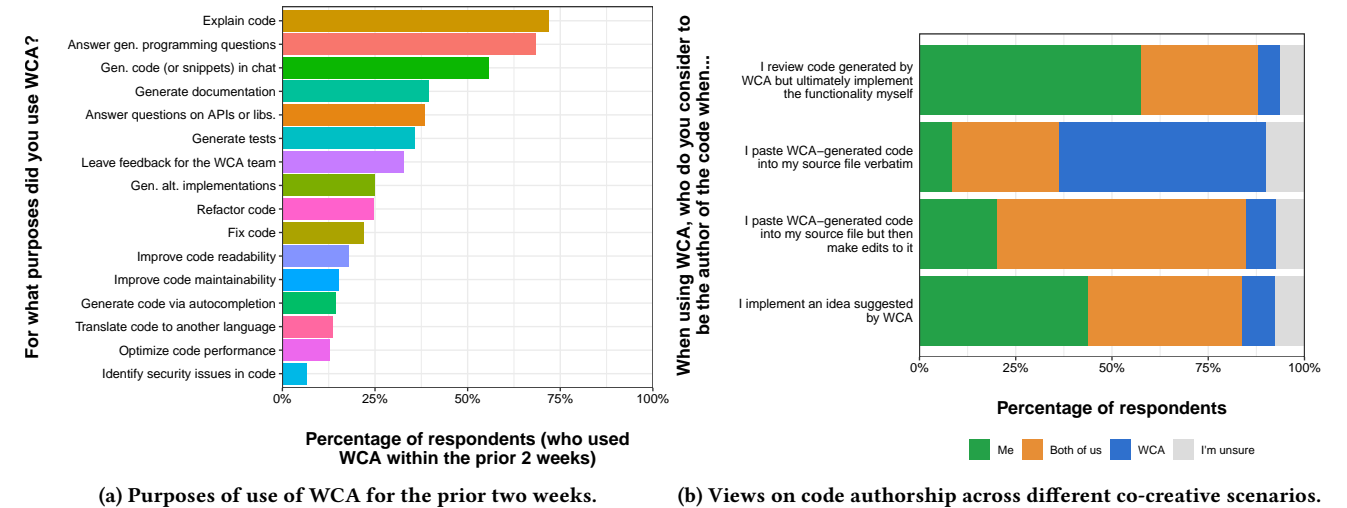 For what purposes did you use WCA?
Explain code
Answer gen. programming questions
Gen. code (or snippets) in chat
Generate documentation
Answer questions on APIs or libs.
Generate tests
Leave feedback for the WCA team
Gen. alt. implementations
Refactor code
Fix code
Improve code readability
Improve code maintainability
Generate code via autocompletion
Translate code to another language
Optimize code performance
Identify security issues in code
0% 25% 50% 75% 100%
Percentage of respondents (who used
WCA within the prior 2 weeks)
(a) Purposes of use of WCA for the prior two weeks.
When using WCA, who do you consider to
be the author of the code when...
I review code generated by
WCA but ultimately implement
the functionality myself
I paste WCA−generated code
into my source file verbatim
I paste WCA−generated code
into my source file but then
make edits to it
I implement an idea suggested
by WCA
0% 25% 50% 75% 100%
Percentage of respondents
Me Both of us WCA I'm unsure
(b) Views on code authorship across different co-creative scenarios.